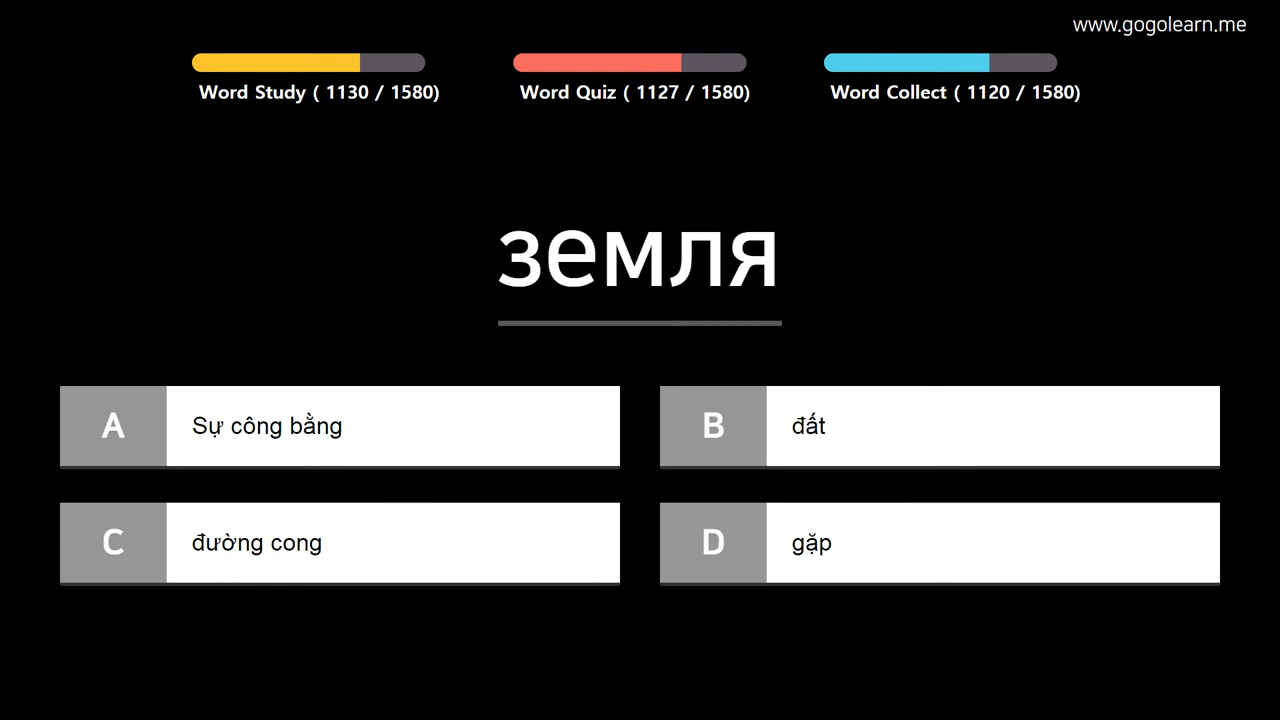 www.gogolearn.me
Word Study ( 1130 / 1580)
Word Quiz ( 1127 / 1580)
Word Collect ( 1120 / 1580)
земля
A Sự công bằng
B đất
C đường cong
D gặp